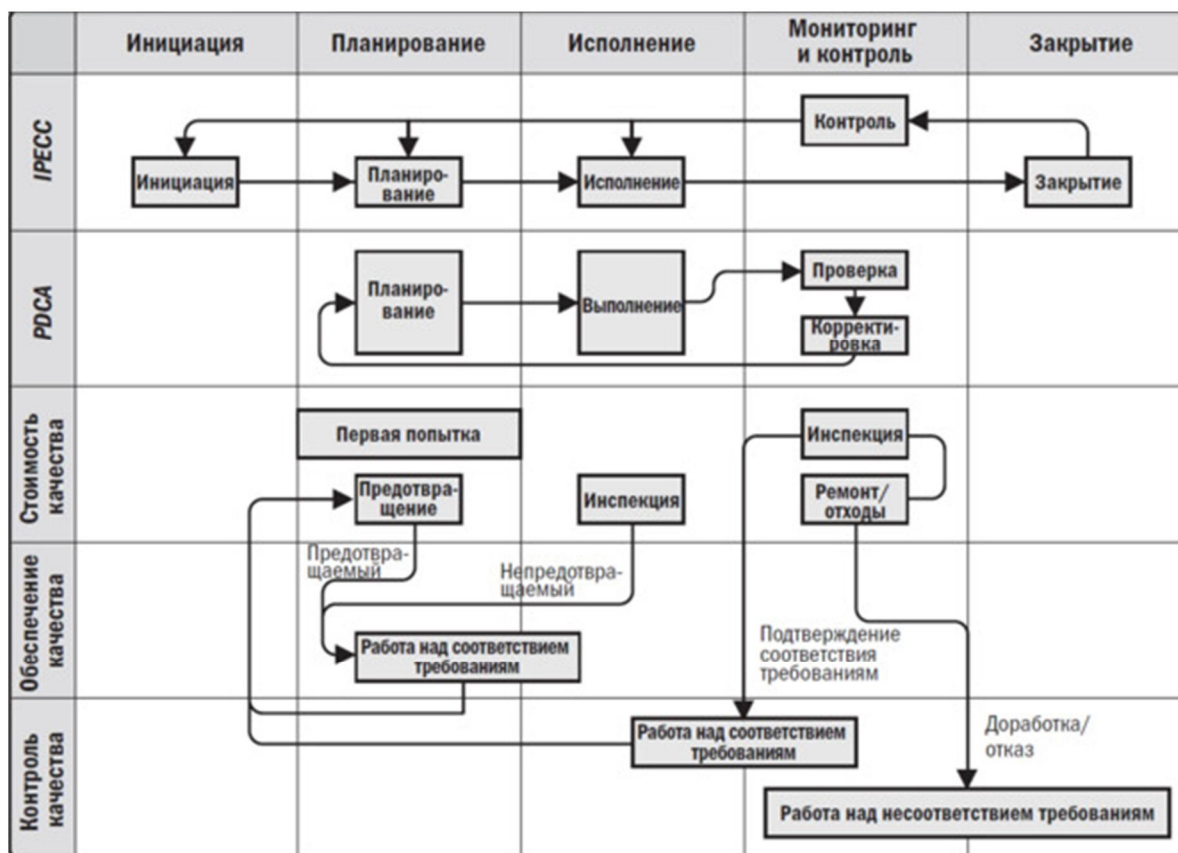 Инициация
Планирование
Исполнение
Мониторинг
и контроль
Закрытие
IPECC
Контроль
Инициация
Планиро-
вание
Исполнение
Закрытие
PDCA
Планиро-
вание
Выполнение
Проверка
Корректи-
ровка
Стоимость
качества
Первая попытка
Инспекция
Предотвра-
щение
Инспекция
Ремонт/
отходы
Обеспечение
качества
Предотвра-
щаемый
Непредотвра-
щаемый
Работа над соответствием
требованиям
Подтверждение
соответствия
требованиям
Контроль
качества
Работа над соответствием
требованиям
Доработка/
отказ
Работа над несоответствием требованиям